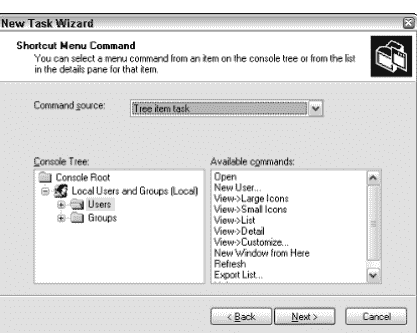 New Task Wizard
Shortcut Menu Command
You can select a menu command from an item on the console tree or from the list
in the details pane for that item.
Command source:
Tree item task
Console Tree:
Console Root
Local Users and Groups (Local)
Users
Groups
Available commands:
Open
New User...
View->Large Icons
View->Small Icons
View->List
View->Detail
View->Customize...
New Window from Here
Refresh
Export List...
< Back
Next >
Cancel